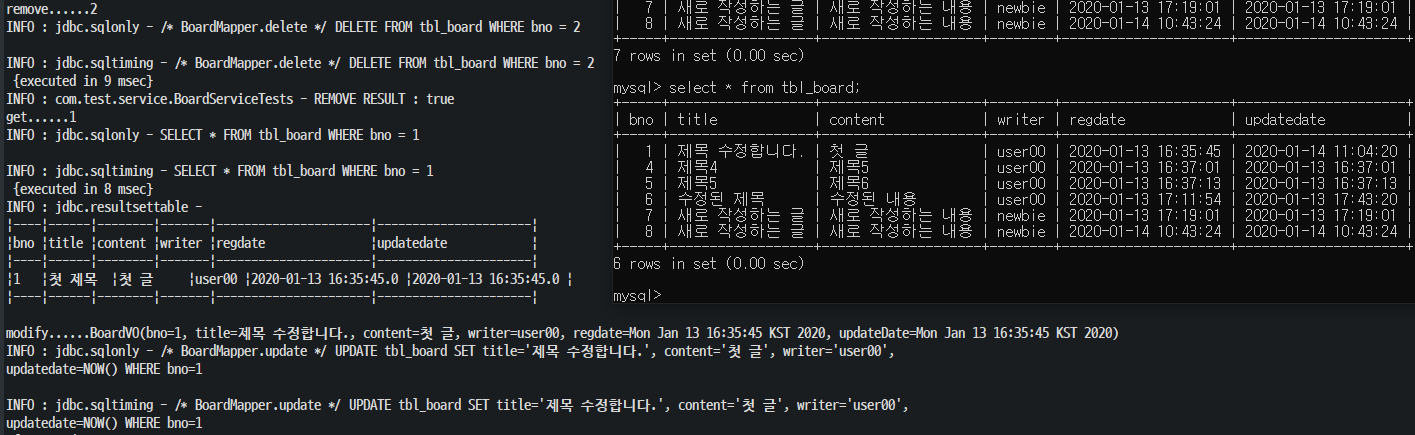 remove......2
INFO : jdbc.sqlonly - /* BoardMapper.delete */ DELETE FROM tbl_board WHERE bno = 2
INFO : jdbc.sqltiming - /* BoardMapper.delete */ DELETE FROM tbl_board WHERE bno = 2
{executed in 9 msec}
INFO : com.test.service.BoardServiceTests - REMOVE RESULT : true
get......1
INFO : jdbc.sqlonly - SELECT * FROM tbl_board WHERE bno = 1
INFO : jdbc.sqltiming - SELECT * FROM tbl_board WHERE bno = 1
{executed in 8 msec}
INFO : jdbc.resultsettable -
|----|------|--------|-------|----------------------|----------------------|
|bno |title |content |writer |regdate |updatedate |
|----|------|--------|-------|----------------------|----------------------|
|1 |첫 제목 |첫 글 |user00 |2020-01-13 16:35:45.0 |2020-01-13 16:35:45.0 |
|----|------|--------|-------|----------------------|----------------------|
modify......BoardVO(bno=1, title=제목 수정합니다., content=첫 글, writer=user00, regdate=Mon Jan 13 16:35:45 KST 2020, updateDate=Mon Jan 13 16:35:45 KST 2020)
INFO : jdbc.sqlonly - /* BoardMapper.update */ UPDATE tbl_board SET title='제목 수정합니다.', content='첫 글', writer='user00',
updatedate=NOW() WHERE bno=1
INFO : jdbc.sqltiming - /* BoardMapper.update */ UPDATE tbl_board SET title='제목 수정합니다.', content='첫 글', writer='user00',
updatedate=NOW() WHERE bno=1
| 7 | 새로 작성하는 글 | 새로 작성하는 내용 | newbie | 2020-01-13 17:19:01 | 2020-01-13 17:19:01 |
| 8 | 새로 작성하는 글 | 새로 작성하는 내용 | newbie | 2020-01-14 10:43:24 | 2020-01-14 10:43:24 |
7 rows in set (0.00 sec)
mysql> select * from tbl_board;
| bno | title | content | writer | regdate | updatedate |
| 1 | 제목 수정합니다. | 첫 글 | user00 | 2020-01-13 16:35:45 | 2020-01-14 11:04:20 |
| 4 | 제목4 | 제목5 | user00 | 2020-01-13 16:37:01 | 2020-01-13 16:37:01 |
| 5 | 제목5 | 제목6 | user00 | 2020-01-13 16:37:13 | 2020-01-13 16:37:13 |
| 6 | 수정된 제목 | 수정된 내용 | user00 | 2020-01-13 17:11:54 | 2020-01-13 17:43:20 |
| 7 | 새로 작성하는 글 | 새로 작성하는 내용 | newbie | 2020-01-13 17:19:01 | 2020-01-13 17:19:01 |
| 8 | 새로 작성하는 글 | 새로 작성하는 내용 | newbie | 2020-01-14 10:43:24 | 2020-01-14 10:43:24 |
6 rows in set (0.00 sec)
mysql>